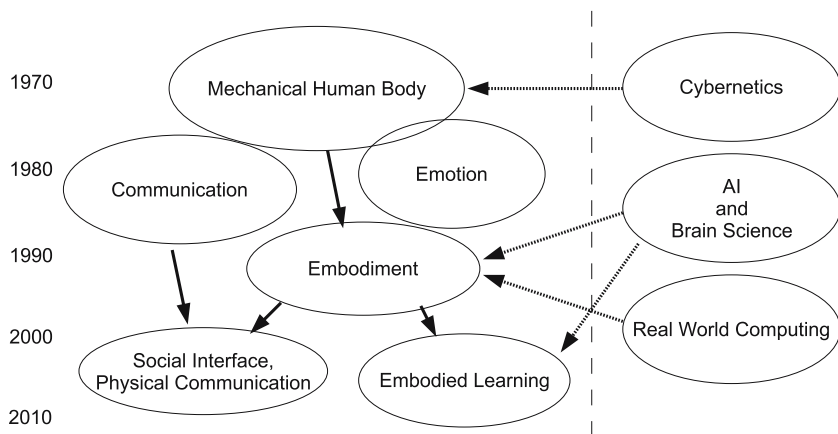 1970
Mechanical Human Body
Cybernetics
1980
Communication
Emotion
AI
and
Brain Science
1990
Embodiment
2000
Real World Computing
Social Interface,
Physical Communication
Embodied Learning
2010